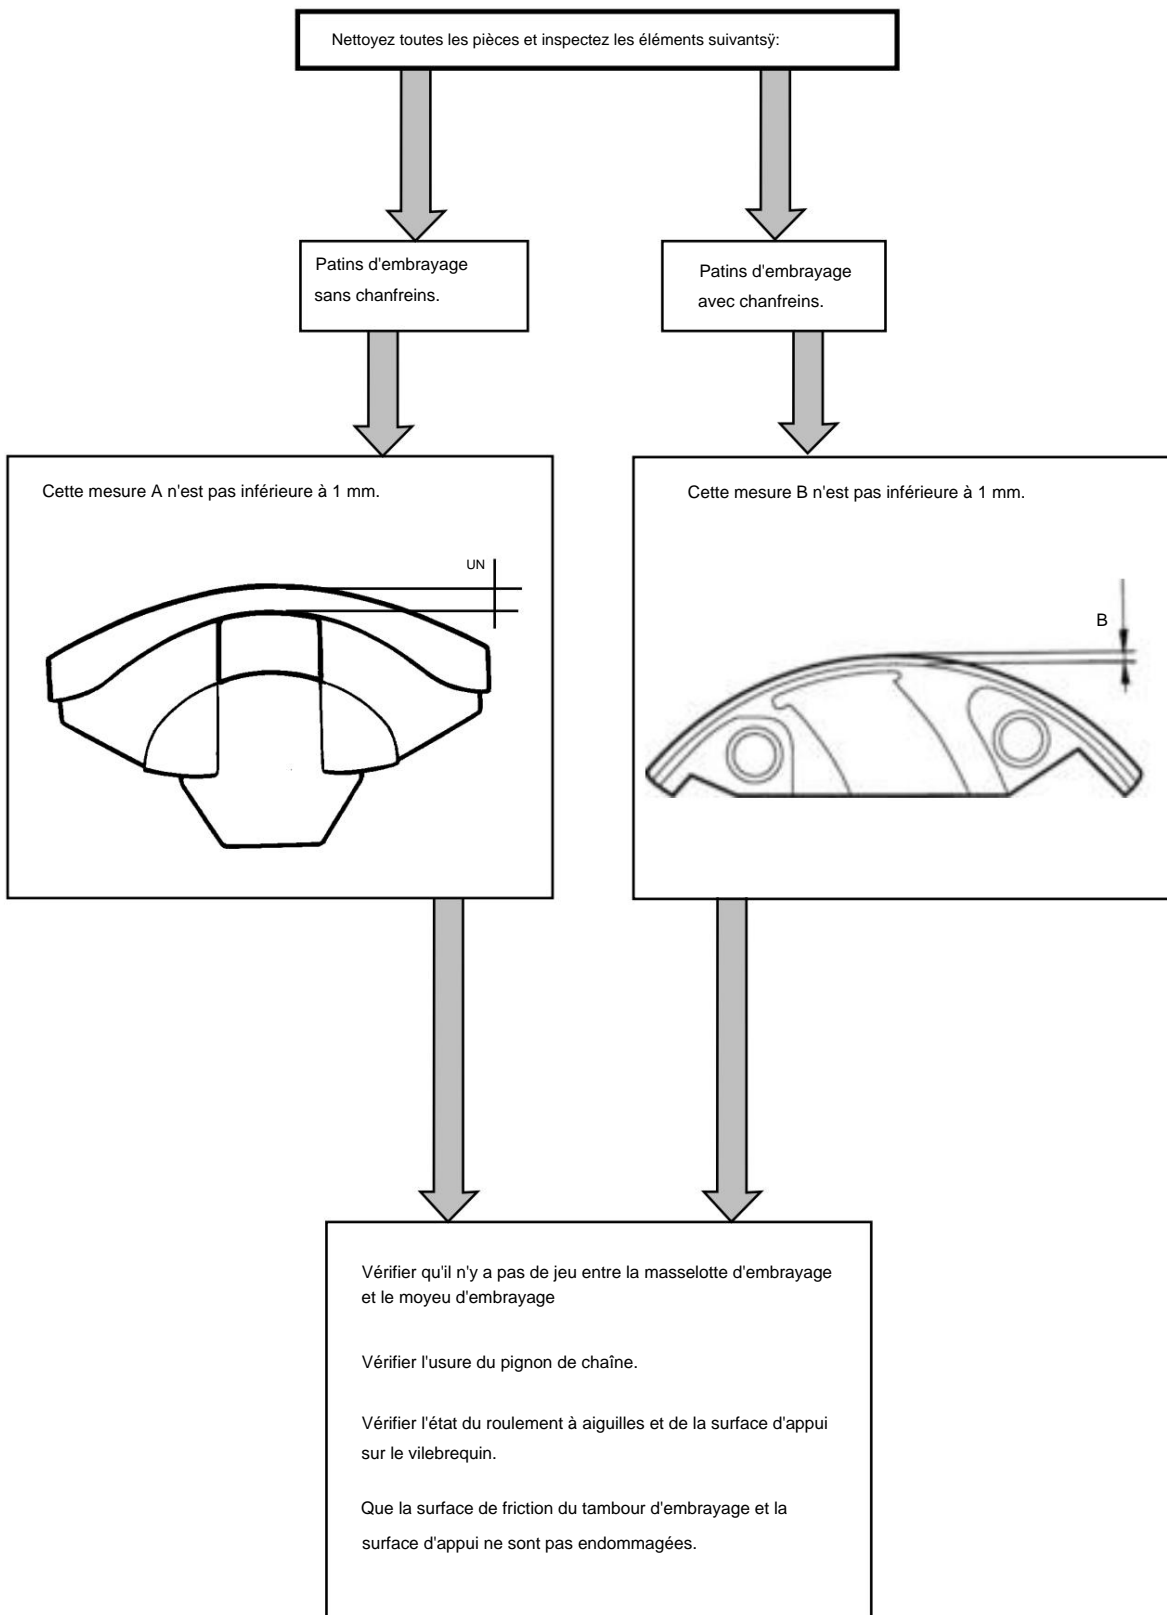 Nettoyez toutes les pièces et inspectez les éléments suivantsÿ:
Patins d'embrayage
sans chanfreins.
Patins d'embrayage
avec chanfreins.
Cette mesure A n'est pas inférieure à 1 mm.
UN
Cette mesure B n'est pas inférieure à 1 mm.
B
Vérifier qu'il n'y a pas de jeu entre la masselotte d'embrayage
et le moyeu d'embrayage
Vérifier l'usure du pignon de chaîne.
Vérifier l'état du roulement à aiguilles et de la surface d'appui
sur le vilebrequin.
Que la surface de friction du tambour d'embrayage et la
surface d'appui ne sont pas endommagées.